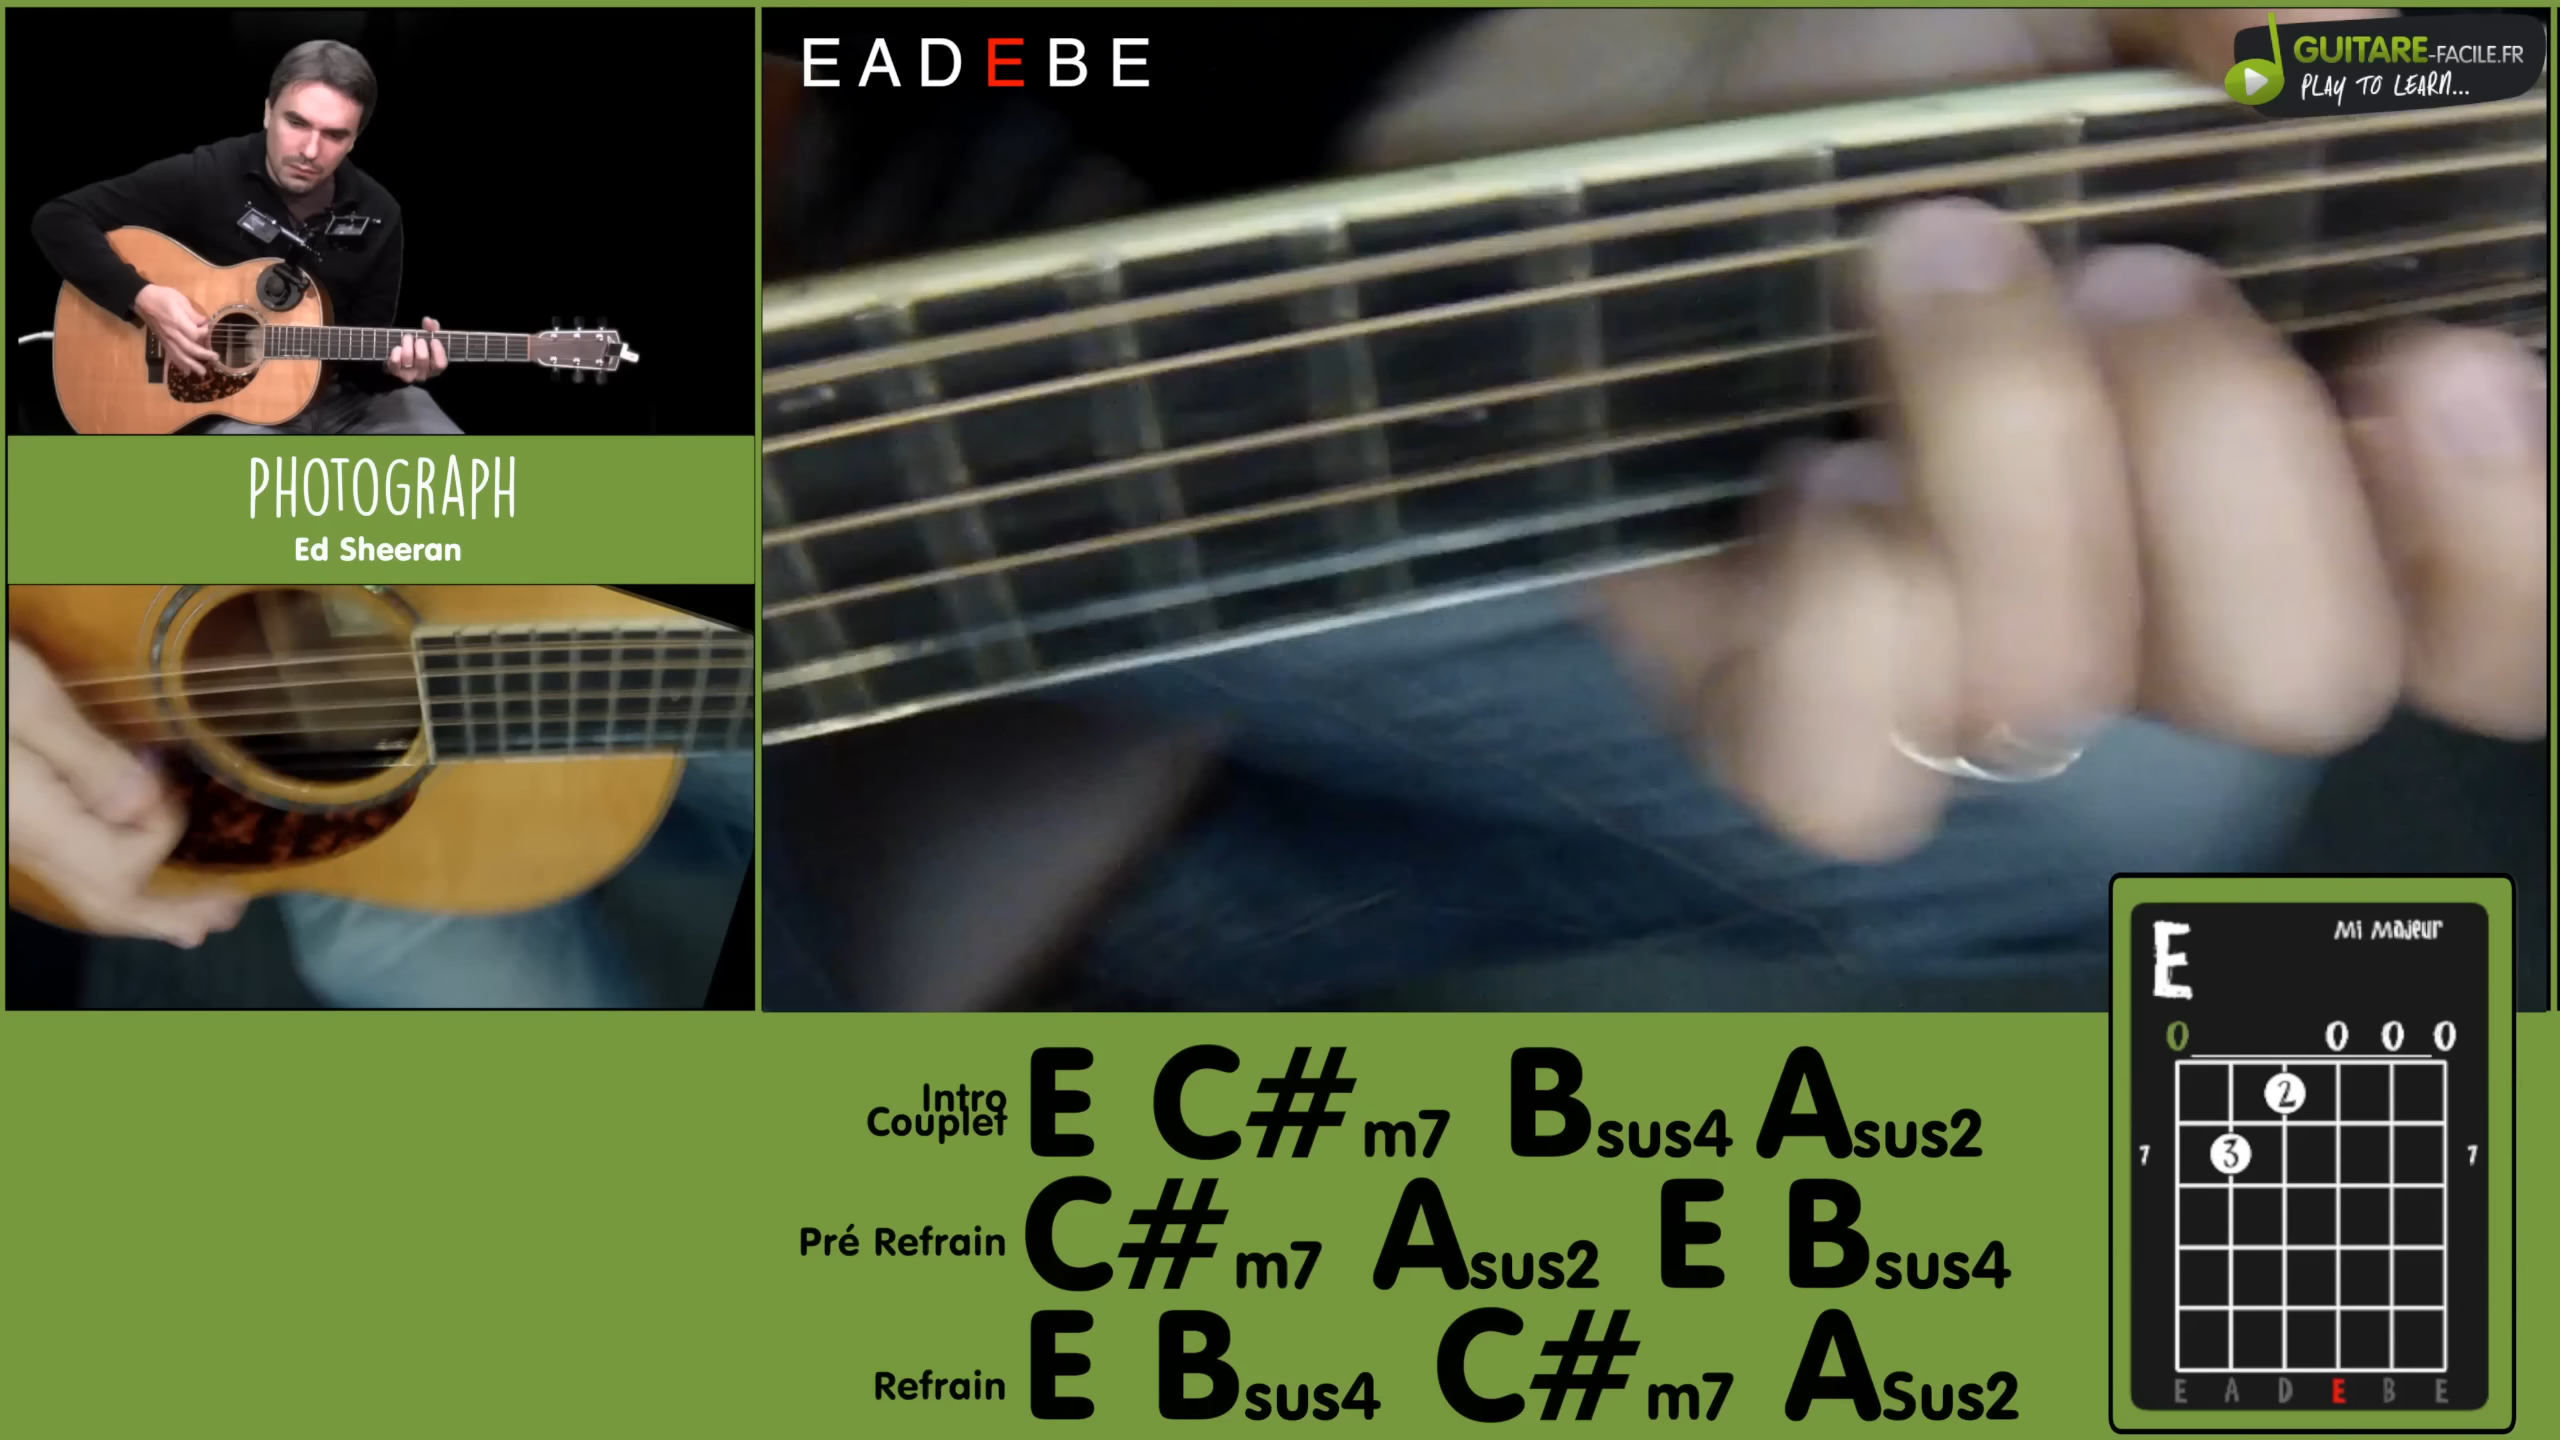 E A D E B E
GUITARE-FACILE.FR
PLAY TO LEARN...
PHOTOGRAPH
Ed Sheeran
Intro
Couplet
E C#m7 Bsus4 Asus2
Pré Refrain C#m7 Asus2 E Bsus4
Refrain E Bsus4 C#m7 ASus2
E Mi Majeur
0 0 0 0
2
7 3 7
E A D E B E